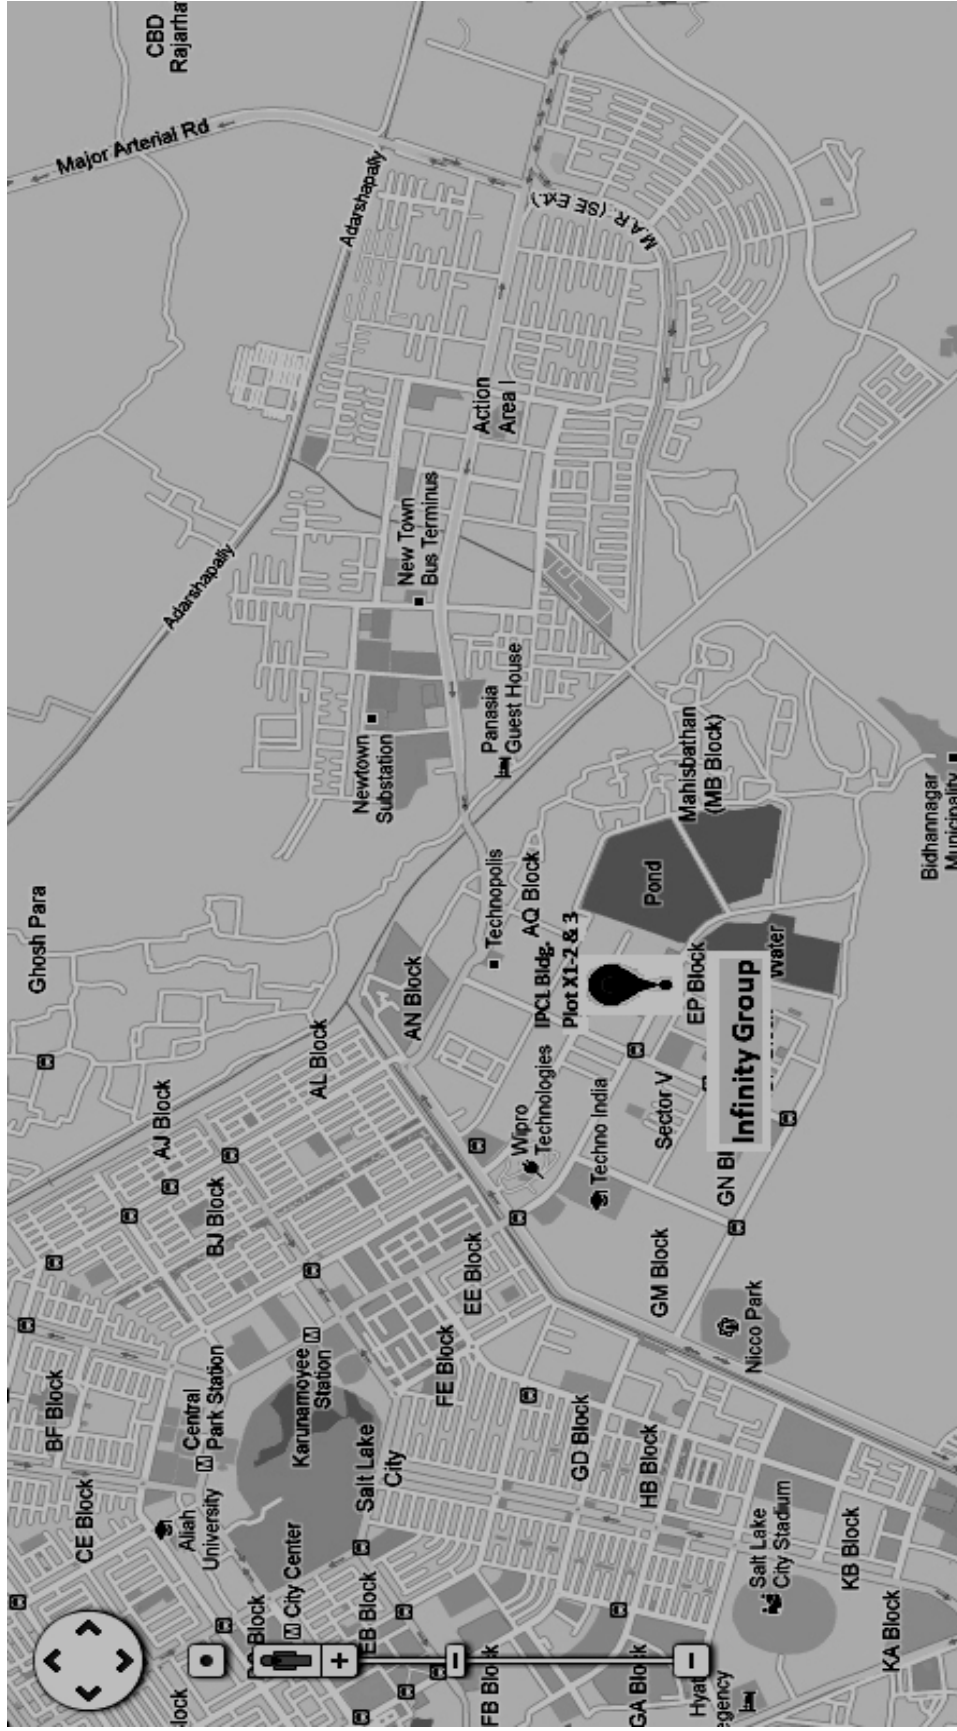 CBD
Major Arterial Rd
Adarshapally
M.A.R. (SE Ext.)
Action
Area I
New Town
Bus Terminus
Adarshapally
Newtown
Substation
Panasia
Guest House
Mahisbathan
(MB Block)
Bidhannagar
Municipality
Ghosh Para
Technopolis
AQ Block
Pond
IPCL Bldg.
Plot X1-2 & 3
AN Block
EP Block
Water
Infinity Group
AL Block
AJ Block
BJ Block
Wipro
Technologies
Techno India
Sector V
GN
GM Block
EE Block
Nicco Park
M
Karunamoyee
Station
FE Block
Central
Park Station
M
BF Block
Salt Lake
City
GD Block
HB Block
CE Block
Aliah
University
M City Center
EB Block
Salt Lake
City Stadium
KB Block
KA Block
Block
FB Block
GA Block